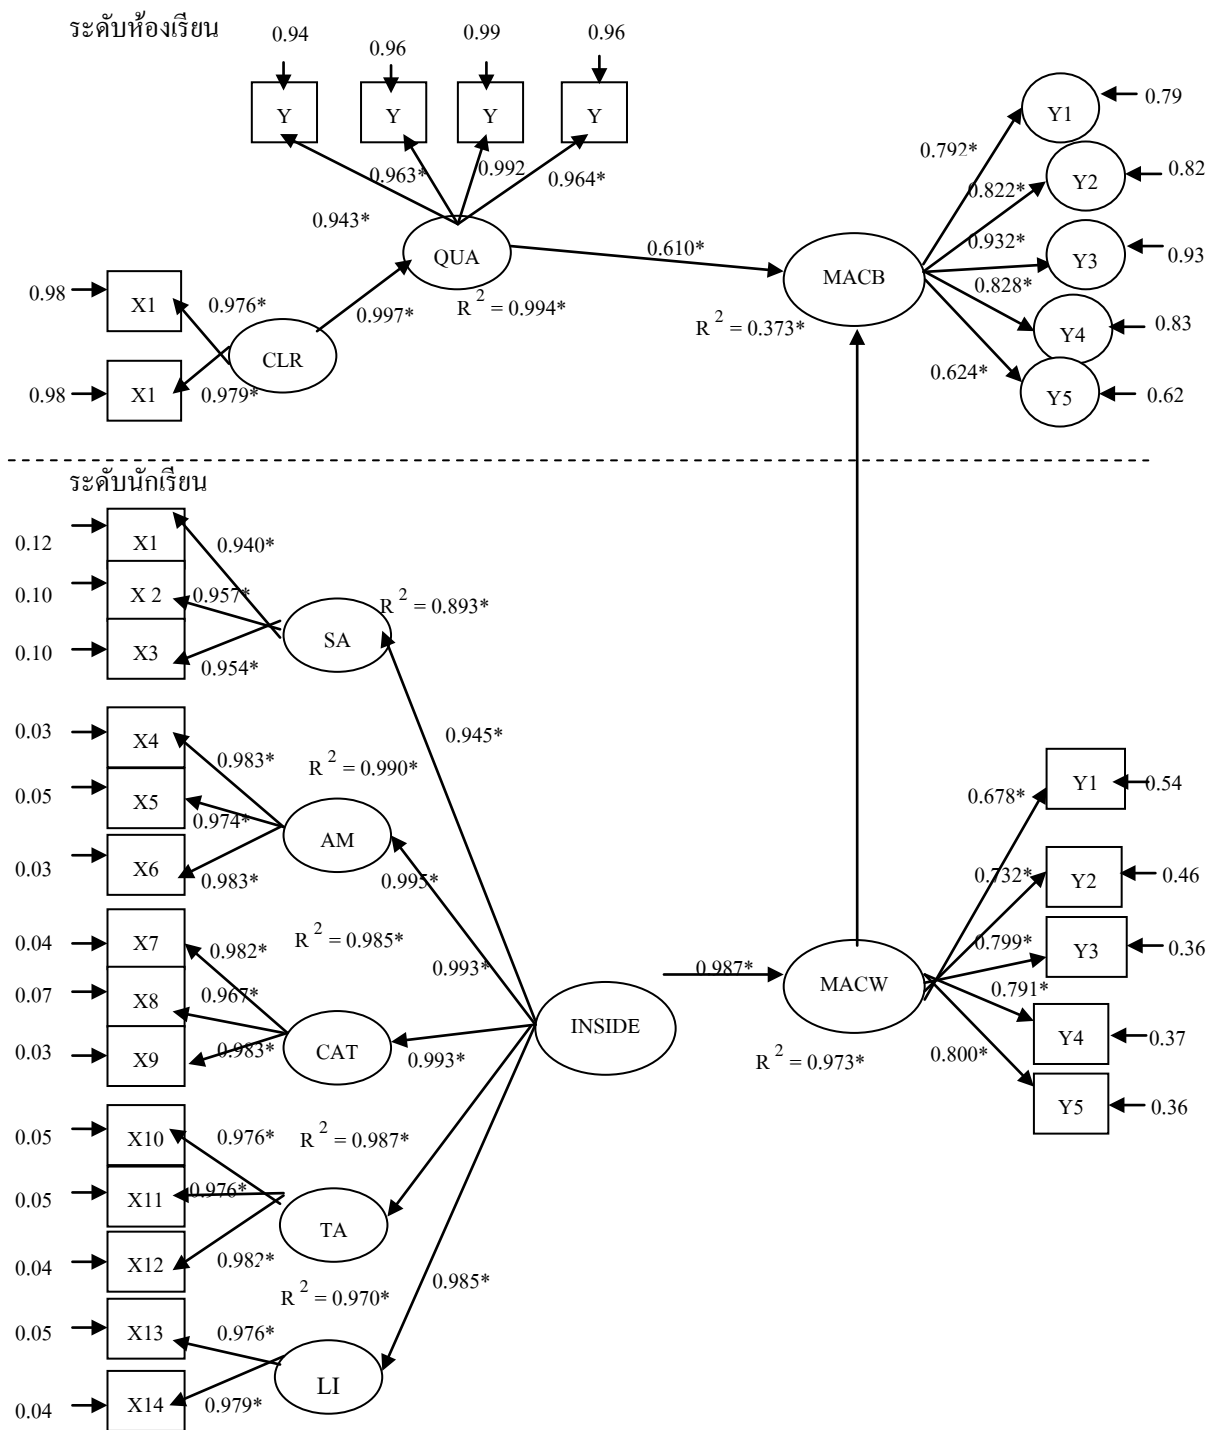 ระดับห้องเรียน
0.94
0.96
0.99
0.96
Y
Y
Y
Y
0.963*
0.992
0.964*
0.943*
QUA
R 2 = 0.994*
0.610*
0.98
X1
0.976*
0.997*
CLR
0.98
X1
0.979*
MACB
R 2 = 0.373*
0.792*
Y1
0.79
0.822*
Y2
0.82
0.932*
Y3
0.93
0.828*
Y4
0.83
0.624*
Y5
0.62
ระดับนักเรียน
0.12
X1
0.940*
0.10
X 2
0.957*
0.10
X3
0.954*
SA
R 2 = 0.893*
0.945*
0.03
X4
0.983*
0.05
X5
0.974*
0.03
X6
0.983*
AM
R 2 = 0.990*
0.995*
0.04
X7
0.982*
0.07
X8
0.967*
0.03
X9
0.983*
CAT
R 2 = 0.985*
0.993*
0.993*
0.05
X10
0.976*
0.05
X11
0.976*
0.04
X12
0.982*
TA
R 2 = 0.987*
0.05
X13
0.976*
0.04
X14
0.979*
LI
R 2 = 0.970*
0.985*
INSIDE
0.987*
MACW
R 2 = 0.973*
0.678*
Y1
0.54
0.732*
Y2
0.46
0.799*
Y3
0.36
0.791*
Y4
0.37
0.800*
Y5
0.36